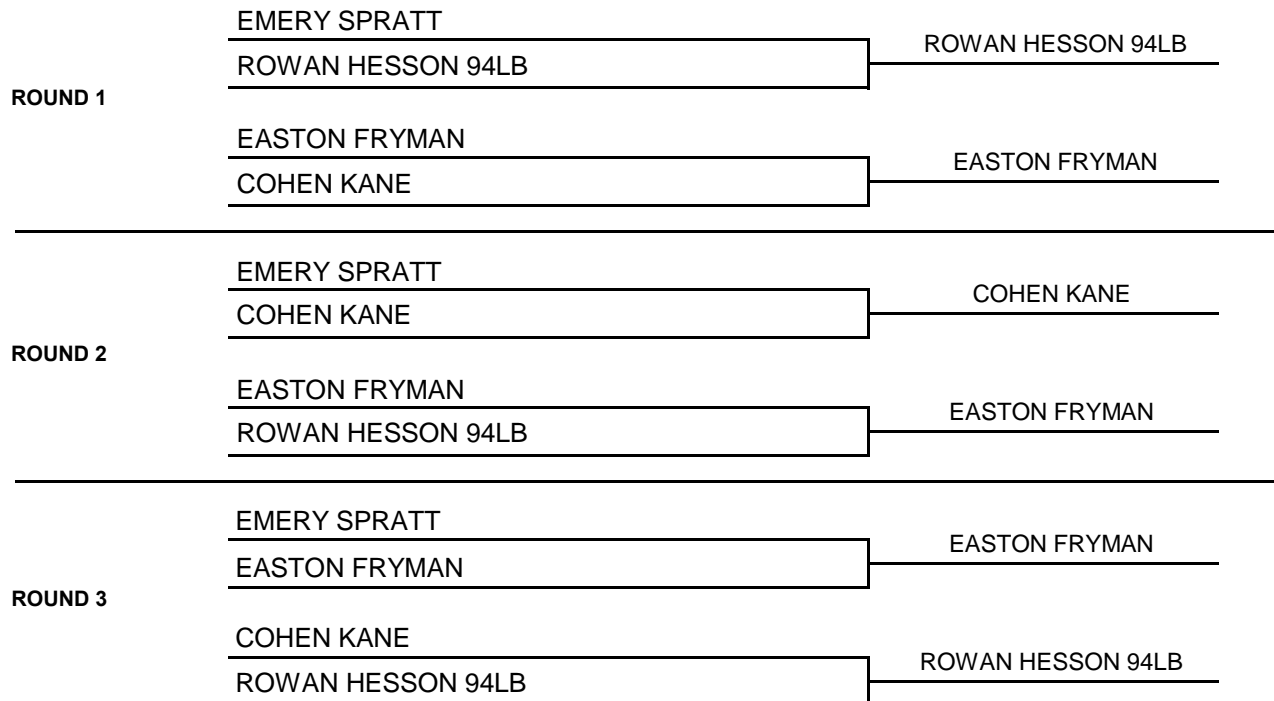 EMERY SPRATT
ROWAN HESSON 94LB
ROWAN HESSON 94LB
ROUND 1
EASTON FRYMAN
COHEN KANE
EASTON FRYMAN
EMERY SPRATT
COHEN KANE
COHEN KANE
ROUND 2
EASTON FRYMAN
ROWAN HESSON 94LB
EASTON FRYMAN
EMERY SPRATT
EASTON FRYMAN
EASTON FRYMAN
ROUND 3
COHEN KANE
ROWAN HESSON 94LB
ROWAN HESSON 94LB